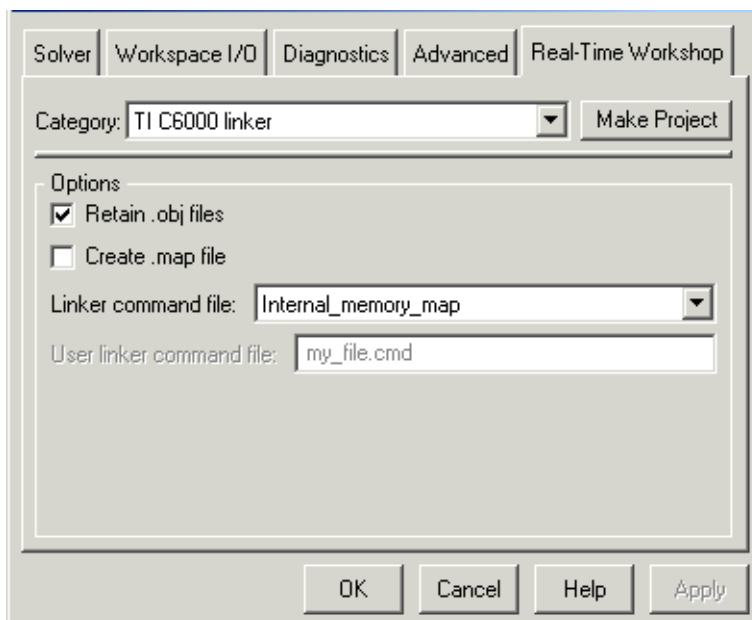 Solver Workspace I/O Diagnostics Advanced Real-Time Workshop
Category: TI C6000 linker Make Project
Options
Retain .obj files
Create .map file
Linker command file: Internal_memory_map
User linker command file: my_file.cmd
OK Cancel Help Apply